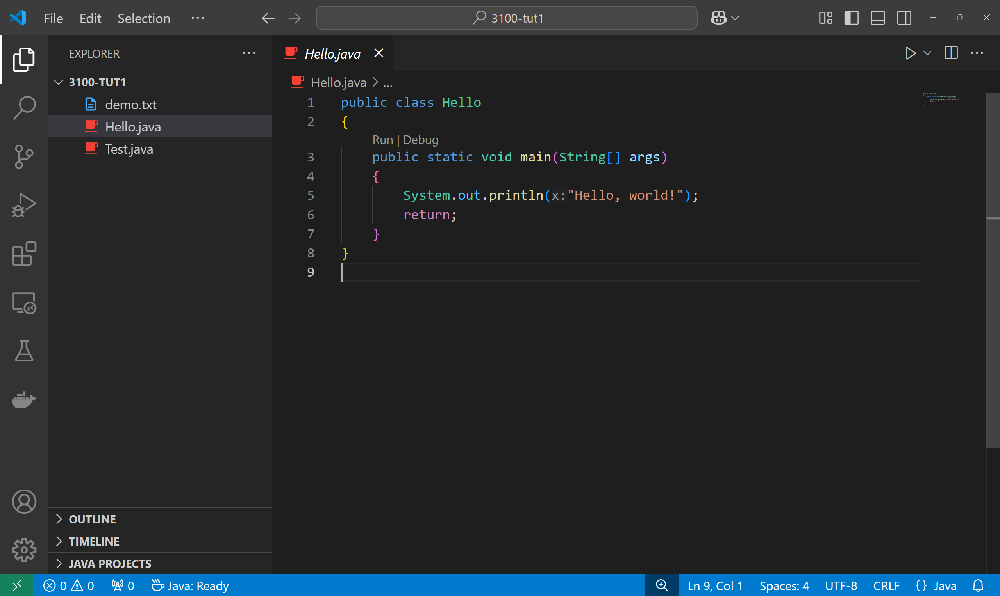 File Edit Selection ··· 3100-tut1
EXPLORER
3100-TUT1
demo.txt
Hello.java
Test.java
OUTLINE
TIMELINE
JAVA PROJECTS
Hello.java
Hello.java > ...
1 public class Hello
2 {
Run | Debug
3 public static void main(String[] args)
4 {
5 System.out.println(x:"Hello, world!");
6 return;
7 }
8 }
9
0 0 0 Java: Ready Ln 9, Col 1 Spaces: 4 UTF-8 CRLF {} Java